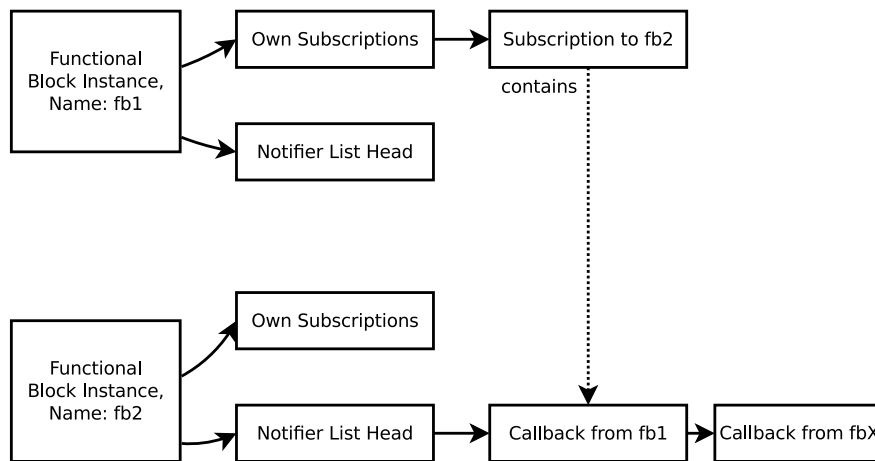 Functional
Block Instance,
Name: fb1
Own Subscriptions
Subscription to fb2
contains
Notifier List Head
Functional
Block Instance,
Name: fb2
Own Subscriptions
Notifier List Head
Callback from fb1
Callback from fbX